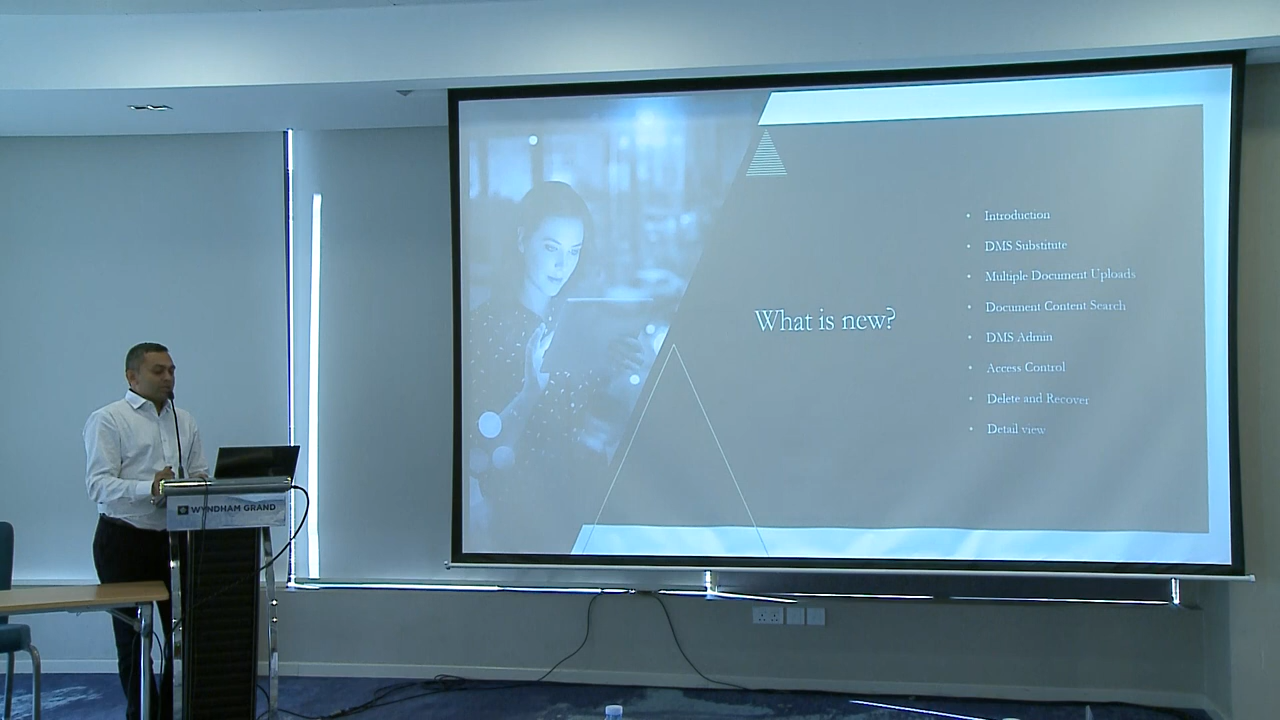 What is new?
• Introduction
• DMS Substitute
• Multiple Document Uploads
• Document Content Search
• DMS Admin
• Access Control
• Delete and Recover
• Detail view
WYNDHAM GRAND